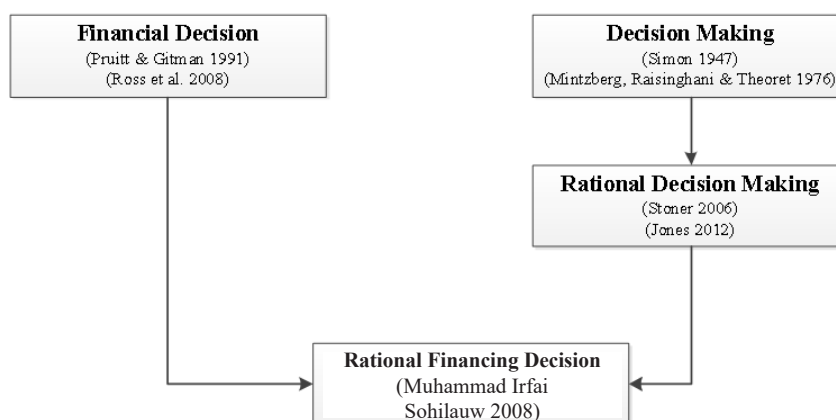 Financial Decision
(Pruitt & Gitman 1991)
(Ross et al. 2008)
Decision Making
(Simon 1947)
(Mintzberg, Raisinghani & Theoret 1976)
Rational Decision Making
(Stoner 2006)
(Jones 2012)
Rational Financing Decision
(Muhammad Irfai
Sohilauw 2008)